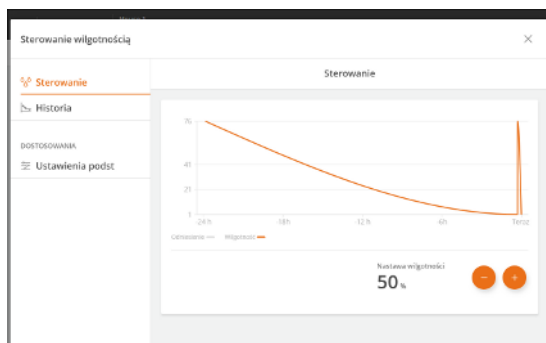 Sterowanie wilgotnością
Sterowanie
Historia
DOSTOSOWANIA
Ustawienia podst
Sterowanie
76
41
21
1
-24 h
-18h
-12 h
-6h
Teraz
Wilgotność
Nastawa wilgotności
50 %